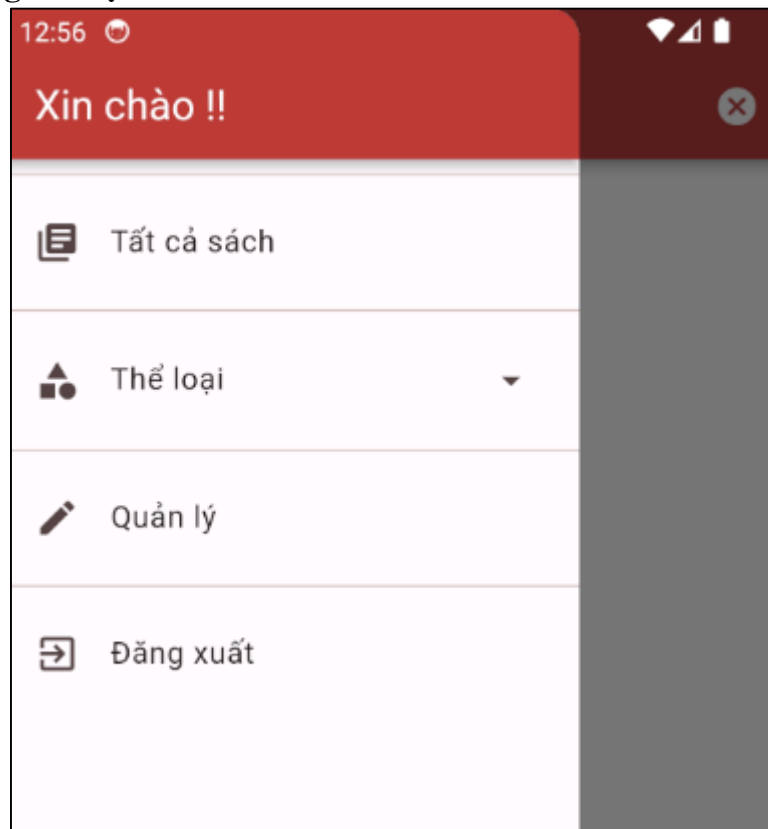 12:56
Xin chào !!
Tất cả sách
Thể loại
Quản lý
Đăng xuất